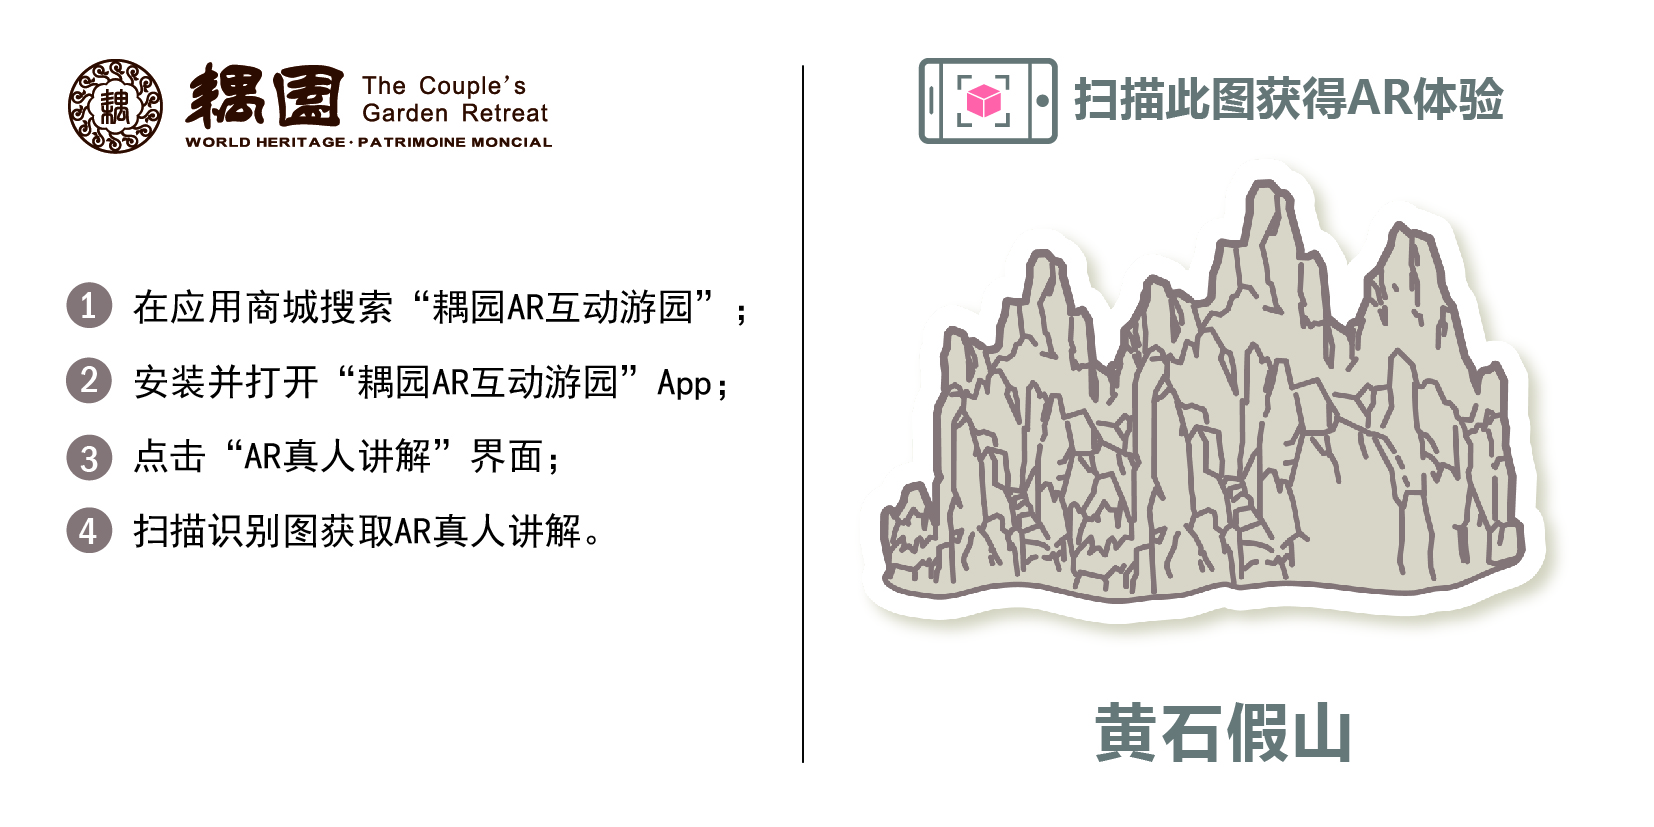 耦
耦園
The Couple's
Garden Retreat
WORLD HERITAGE·PATRIMOINE MONCIAL
1 在应用商城搜索“耦园AR互动游园”；
2 安装并打开“耦园AR互动游园”App；
3 点击“AR真人讲解”界面；
4 扫描识别图获取AR真人讲解。
扫描此图获得AR体验
黄石假山